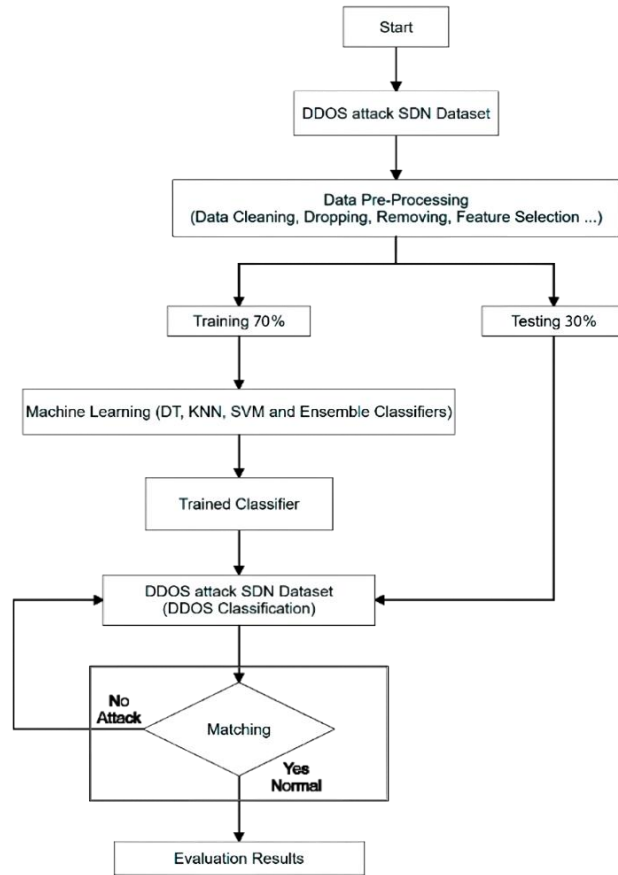 Start
DDOS attack SDN Dataset
Data Pre-Processing
(Data Cleaning, Dropping, Removing, Feature Selection ...)
Training 70%
Testing 30%
Machine Learning (DT, KNN, SVM and Ensemble Classifiers)
Trained Classifier
DDOS attack SDN Dataset
(DDOS Classification)
No
Attack
Matching
Yes
Normal
Evaluation Results